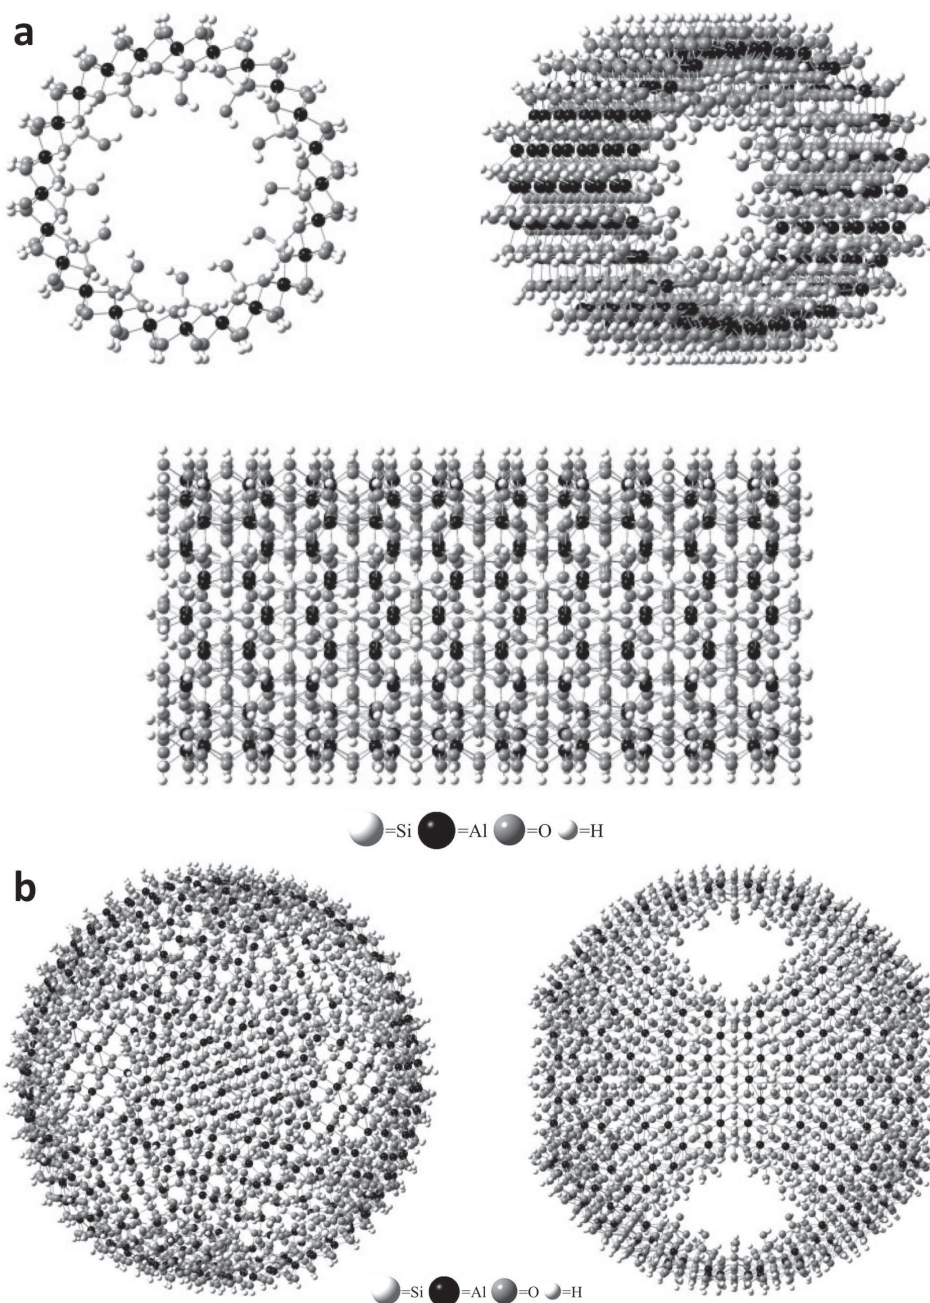 a
=Si =Al =O =H
b
=Si =Al =O =H